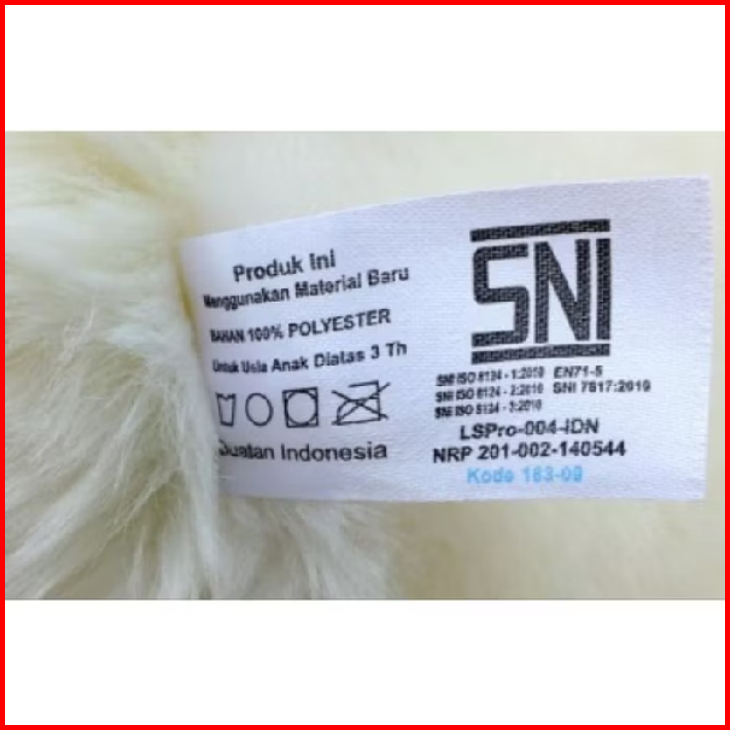 Produk Ini
Menggunakan Material Baru
BAHAN 100% POLYESTER
Untuk Usia Anak Diatas 3 Th
Buatan Indonesia
SNI
SNI ISO 8124 - 1:2010 EN71-5
SNI ISO 8124 - 2:2010 SNI 7617:2010
SNI ISO 8124 - 3:2010
LSPro-004-IDN
NRP 201-002-140544
Kode 163-09